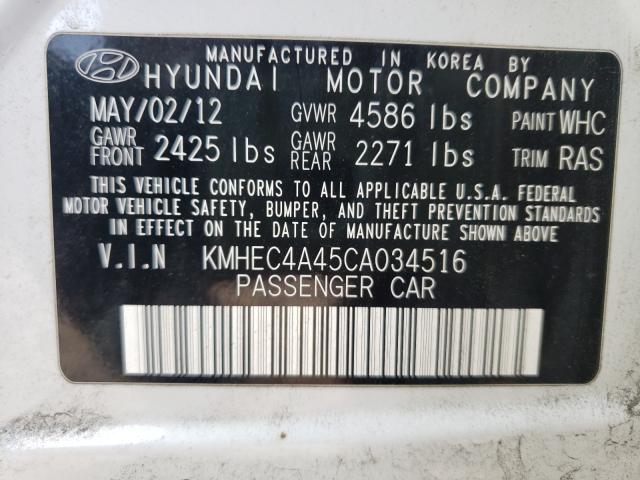 MANUFACTURED IN KOREA BY
HYUNDAI MOTOR COMPANY
MAY/02/12 GVWR 4586 lbs PAINT WHC
GAWR FRONT 2425 lbs GAWR REAR 2271 lbs TRIM RAS
THIS VEHICLE CONFORMS TO ALL APPLICABLE U.S.A. FEDERAL
MOTOR VEHICLE SAFETY, BUMPER, AND THEFT PREVENTION STANDARDS
IN EFFECT ON THE DATE OF MANUFACTURE SHOWN ABOVE.
V.I.N KMHEC4A45CA034516
PASSENGER CAR